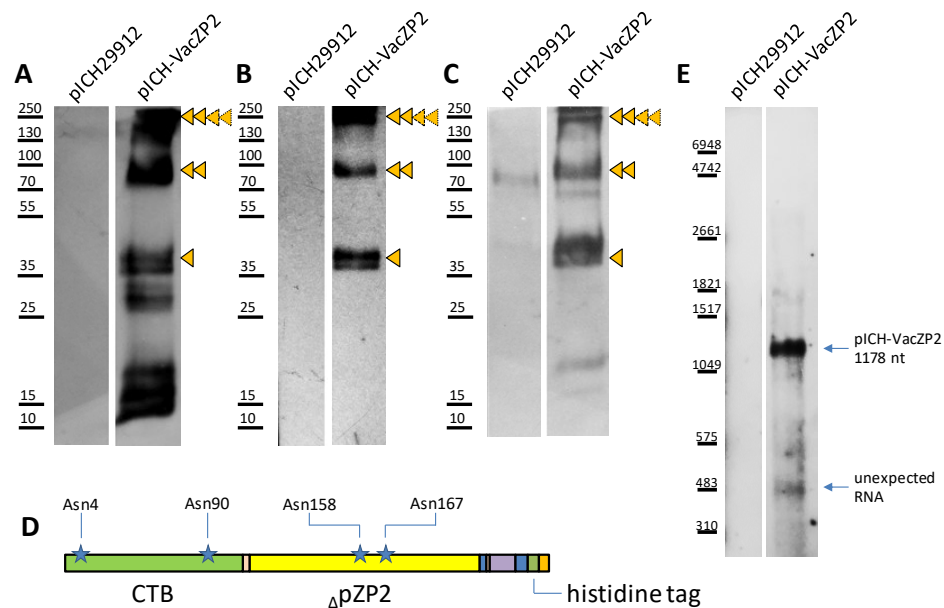 A
pICH29912
pICH-VacZP2
250
130
100
70
55
35
25
15
10
B
pICH29912
pICH-VacZP2
250
130
100
70
55
35
25
15
10
C
pICH29912
pICH-VacZP2
250
130
100
70
55
35
25
15
10
E
pICH29912
pICH-VacZP2
6948
4742
2661
1821
1517
1049
575
483
310
pICH-VacZP2
1178 nt
unexpected
RNA
D
Asn4
Asn90
Asn158
Asn167
CTB
ΔpZP2
histidine tag